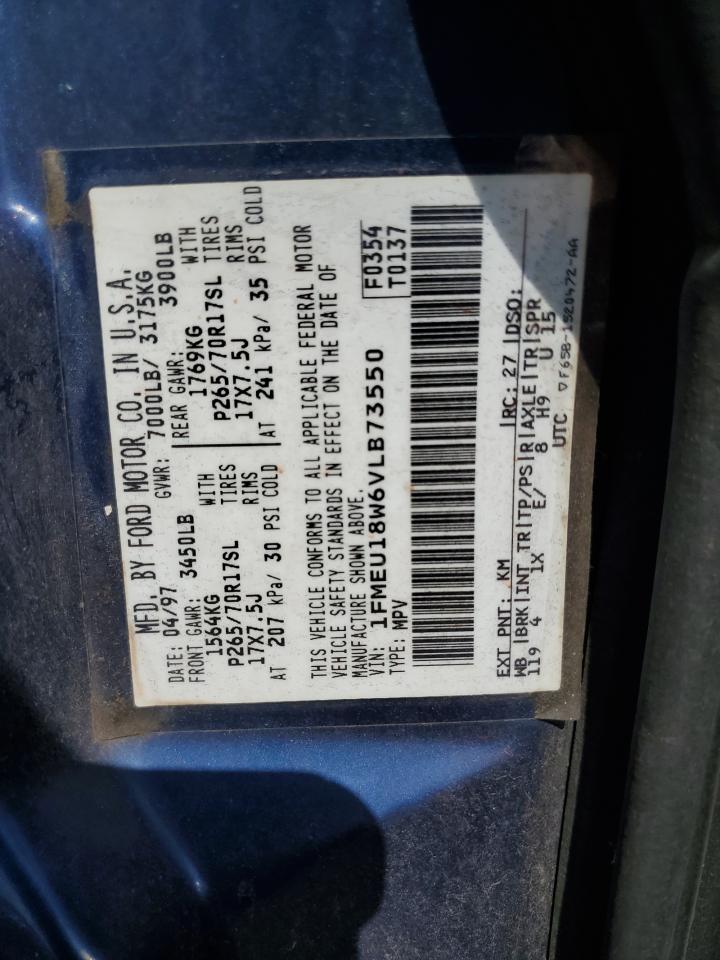 MFD. BY FORD MOTOR CO. IN U.S.A.
DATE: 04/97 GVWR: 7000LB/ 3175KG
FRONT GAWR: 3450LB REAR GAWR: 3900LB
1564KG WITH 1769KG WITH
P265/70R17SL TIRES P265/70R17SL TIRES
17X7.5J RIMS 17X7.5J RIMS
AT 207 kPa/ 30 PSI COLD AT 241 kPa/ 35 PSI COLD
THIS VEHICLE CONFORMS TO ALL APPLICABLE FEDERAL MOTOR
VEHICLE SAFETY STANDARDS IN EFFECT ON THE DATE OF
MANUFACTURE SHOWN ABOVE.
VIN: 1FMEU18W6VLB73550 F0354
TYPE: MPV T0137
EXT PNT: KM RC: 27 DSO:
WB BRK INT TR TP/PS R AXLE TR SPR
119 4 1X E/ 8 H9 U 15
UTC ▽F65B-1520472-AA